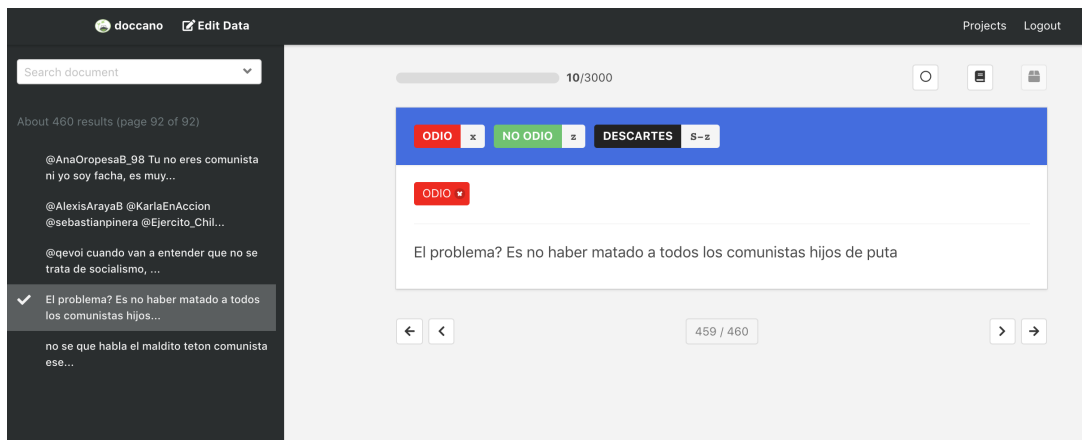 doccano Edit Data Projects Logout
Search document
About 460 results (page 92 of 92)
@AnaOropesaB_98 Tu no eres comunista
ni yo soy facha, es muy...
@AlexisArayaB @KarlaEnAccion
@sebastianpinera @Ejercito_Chil...
@qevoi cuando van a entender que no se
trata de socialismo, ...
El problema? Es no haber matado a todos
los comunistas hijos...
no se que habla el maldito teton comunista
ese...
10/3000
ODIO x NO ODIO z DESCARTES S-z
ODIO
El problema? Es no haber matado a todos los comunistas hijos de puta
459 / 460